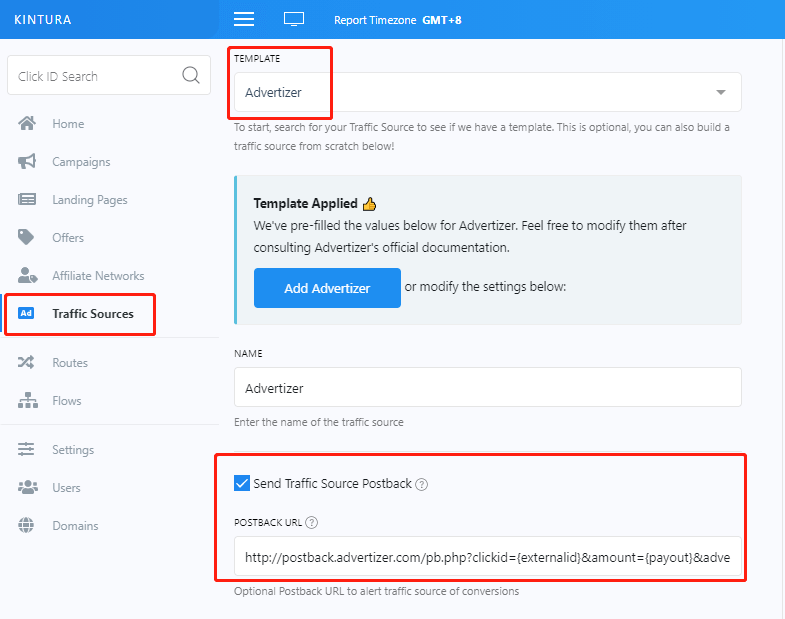 KINTURA
Report Timezone GMT+8
Click ID Search
Home
Campaigns
Landing Pages
Offers
Affiliate Networks
Ad Traffic Sources
Routes
Flows
Settings
Users
Domains
TEMPLATE
Advertizer
To start, search for your Traffic Source to see if we have a template. This is optional, you can also build a
traffic source from scratch below!
Template Applied 👍
We've pre-filled the values below for Advertizer. Feel free to modify them after
consulting Advertizer's official documentation.
Add Advertizer or modify the settings below:
NAME
Advertizer
Enter the name of the traffic source
Send Traffic Source Postback ?
POSTBACK URL ?
http://postback.advertizer.com/pb.php?clickid={externalid}&amount={payout}&adve
Optional Postback URL to alert traffic source of conversions